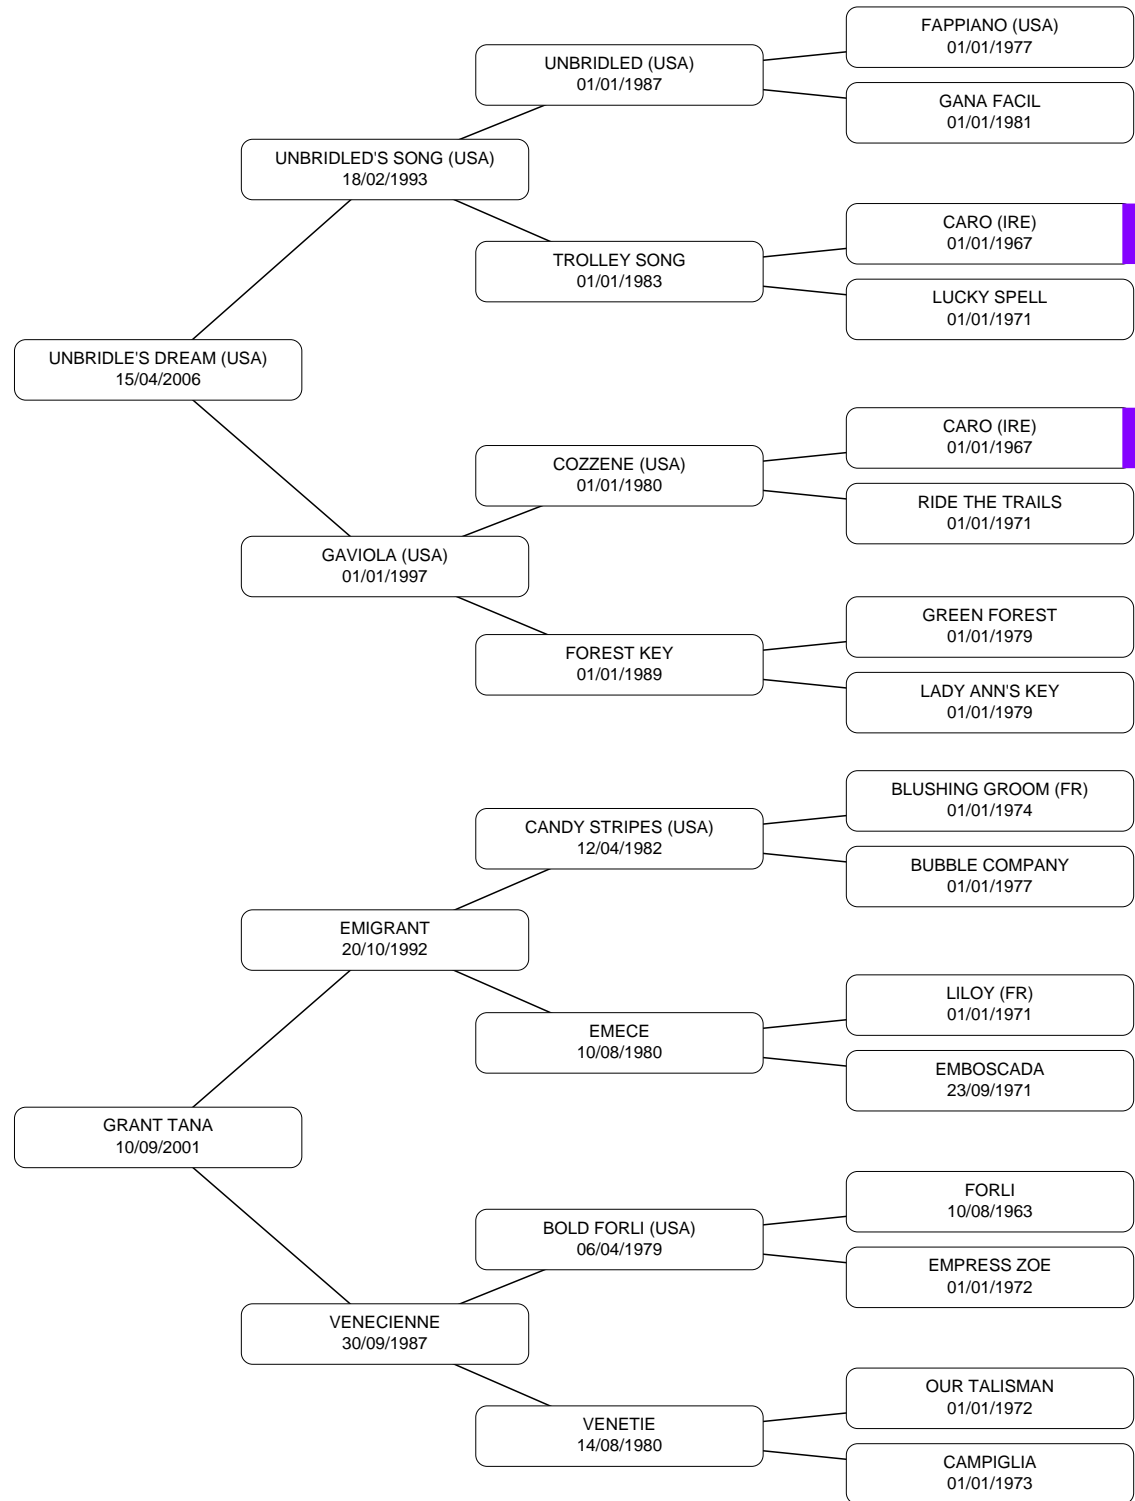 FAPPIANO (USA)
01/01/1977
UNBRIDLED (USA)
01/01/1987
GANA FACIL
01/01/1981
UNBRIDLED'S SONG (USA)
18/02/1993
CARO (IRE)
01/01/1967
TROLLEY SONG
01/01/1983
LUCKY SPELL
01/01/1971
UNBRIDLE'S DREAM (USA)
15/04/2006
CARO (IRE)
01/01/1967
COZZENE (USA)
01/01/1980
RIDE THE TRAILS
01/01/1971
GAVIOLA (USA)
01/01/1997
GREEN FOREST
01/01/1979
FOREST KEY
01/01/1989
LADY ANN'S KEY
01/01/1979
BLUSHING GROOM (FR)
01/01/1974
CANDY STRIPES (USA)
12/04/1982
BUBBLE COMPANY
01/01/1977
EMIGRANT
20/10/1992
LILOY (FR)
01/01/1971
EMECE
10/08/1980
EMBOSCADA
23/09/1971
GRANT TANA
10/09/2001
FORLI
10/08/1963
BOLD FORLI (USA)
06/04/1979
EMPRESS ZOE
01/01/1972
VENECIENNE
30/09/1987
OUR TALISMAN
01/01/1972
VENETIE
14/08/1980
CAMPIGLIA
01/01/1973